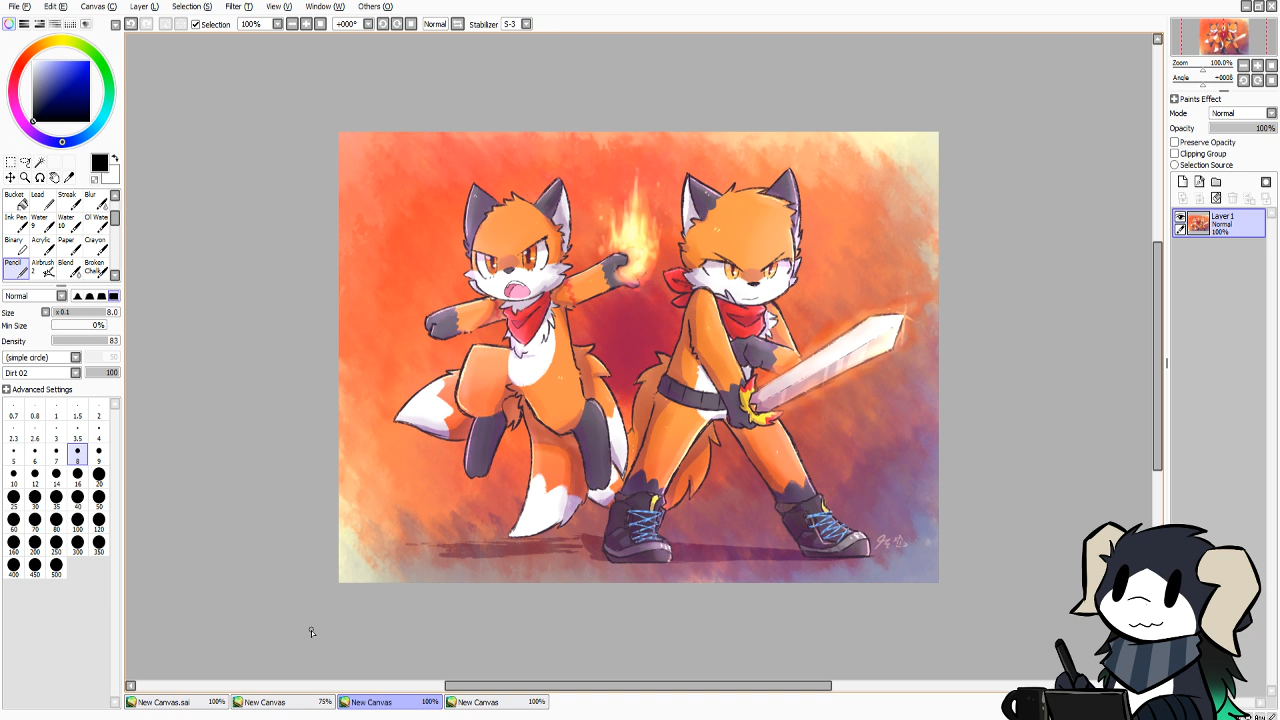 File (F) Edit (E) Canvas (C) Layer (L) Selection (S) Filter (T) View (V) Window (W) Others (O)
Selection 100% +000° Normal Stabilizer S-3
Zoom 100.0%
Angle +000θ
Paints Effect
Mode Normal
Opacity 100%
Preserve Opacity
Clipping Group
Selection Source
Layer 1
Normal
100%
Bucket Lead Streak Blur
Ink Pen Water 9 Water 10 Oil Wate
Binary Acrylic Paper Crayon
Pencil Airbrush 2 Blend Broken Chalk
Normal
Size x 0.1 8.0
Min Size 0%
Density 83
(simple circle) 50
Dirt 02 100
Advanced Settings
0.7 0.8 1 1.5 2
2.3 2.6 3 3.5 4
5 6 7 8 9
10 12 14 16 20
25 30 35 40 50
60 70 80 100 120
160 200 250 300 350
400 450 500
New Canvas.sai 100% New Canvas 75% New Canvas 100% New Canvas 100%